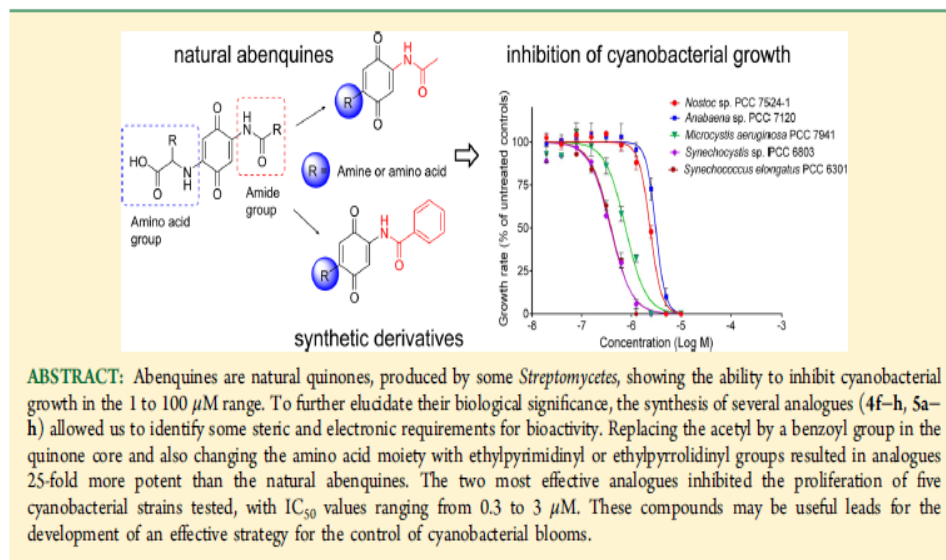 natural abenquines
inhibition of cyanobacterial growth
O
H
N
O
R
O
O
H
N
R
O
R
HO
O
N
H
O
R= Amine or amino acid
Amide
group
Amino acid
group
O
H
N
O
R
O
synthetic derivatives
Nostoc sp. PCC 7524-1
Anabaena sp. PCC 7120
Microcystis aeruginosa PCC 7941
Synechocystis sp. PCC 6803
Synechococcus elongatus PCC 6301
Growth rate (% of untreated controls)
100
75
50
25
0
-8 -7 -6 -5 -4 -3
Concentration (Log M)
ABSTRACT: Abenquines are natural quinones, produced by some Streptomycetes, showing the ability to inhibit cyanobacterial
growth in the 1 to 100 μM range. To further elucidate their biological significance, the synthesis of several analogues (4f–h, 5a–
h) allowed us to identify some steric and electronic requirements for bioactivity. Replacing the acetyl by a benzoyl group in the
quinone core and also changing the amino acid moiety with ethylpyrimidinyl or ethylpyrrolidinyl groups resulted in analogues
25-fold more potent than the natural abenquines. The two most effective analogues inhibited the proliferation of five
cyanobacterial strains tested, with IC50 values ranging from 0.3 to 3 μM. These compounds may be useful leads for the
development of an effective strategy for the control of cyanobacterial blooms.